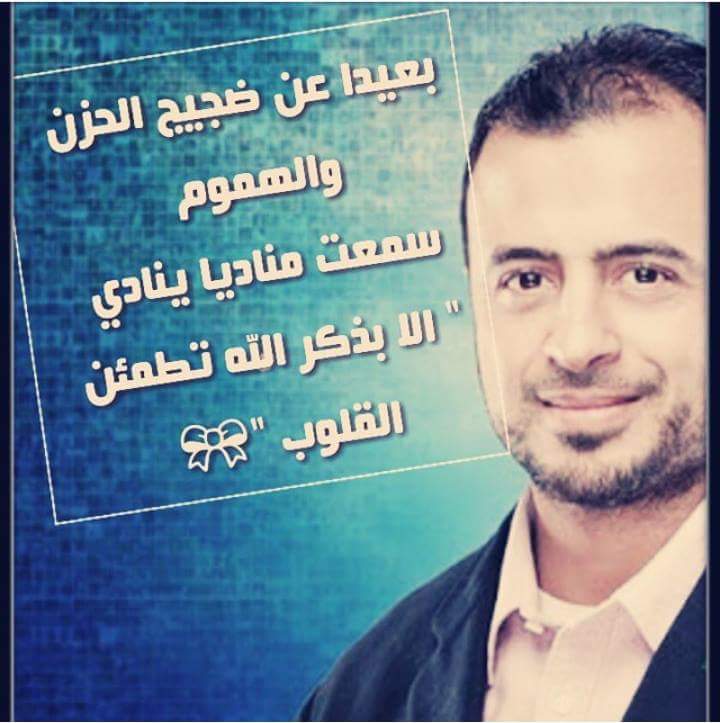 بعيدا عن ضجيج الحزن
والهموم
سمعت مناديا ينادي
" الا بذكر الله تطمئن
القلوب "